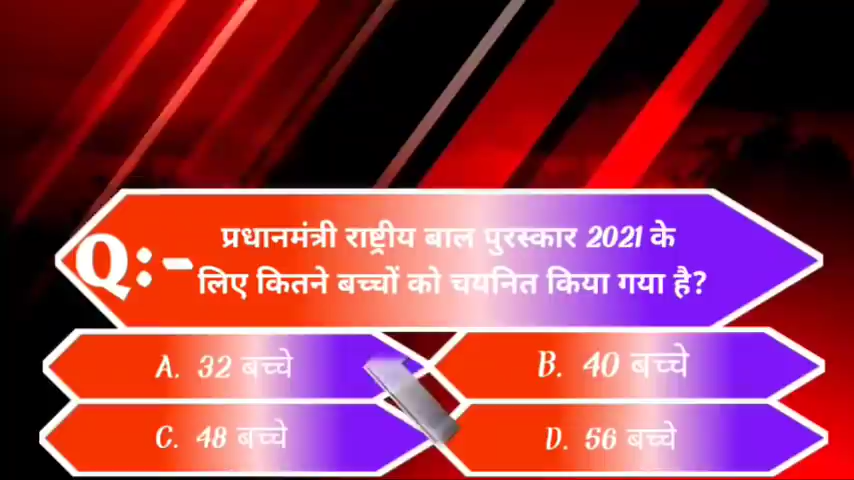 Q:-
प्रधानमंत्री राष्ट्रीय बाल पुरस्कार 2021 के
लिए कितने बच्चों को चयनित किया गया है?
A. 32 बच्चे
B. 40 बच्चे
C. 48 बच्चे
D. 56 बच्चे